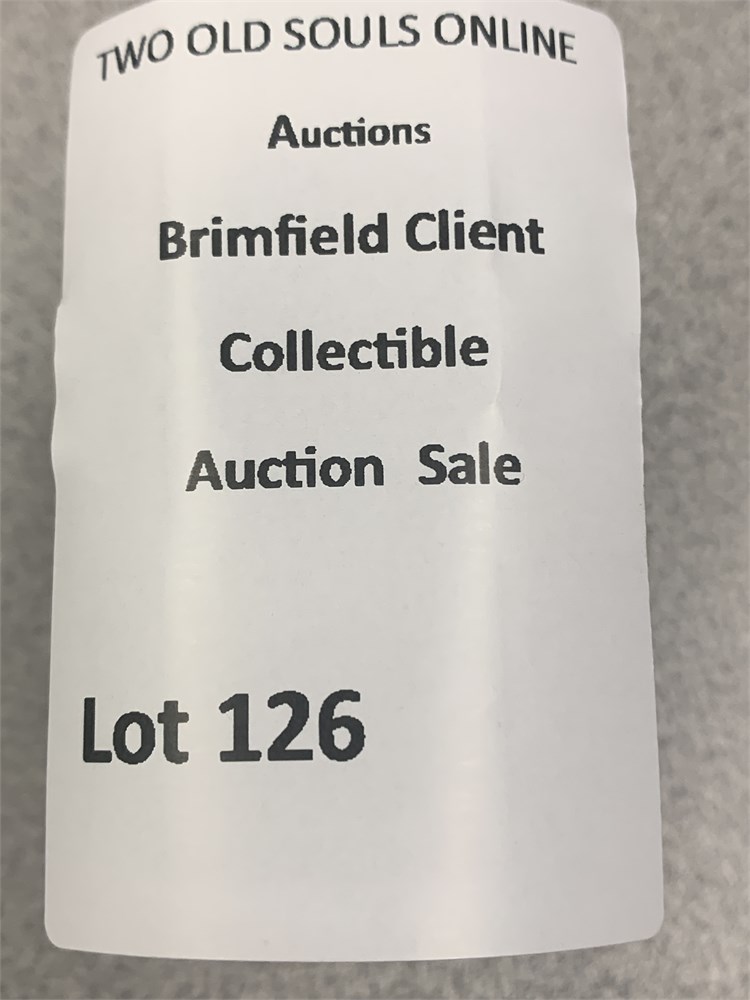 TWO OLD SOULS ONLINE
Auctions
Brimfield Client
Collectible
Auction Sale
Lot 126